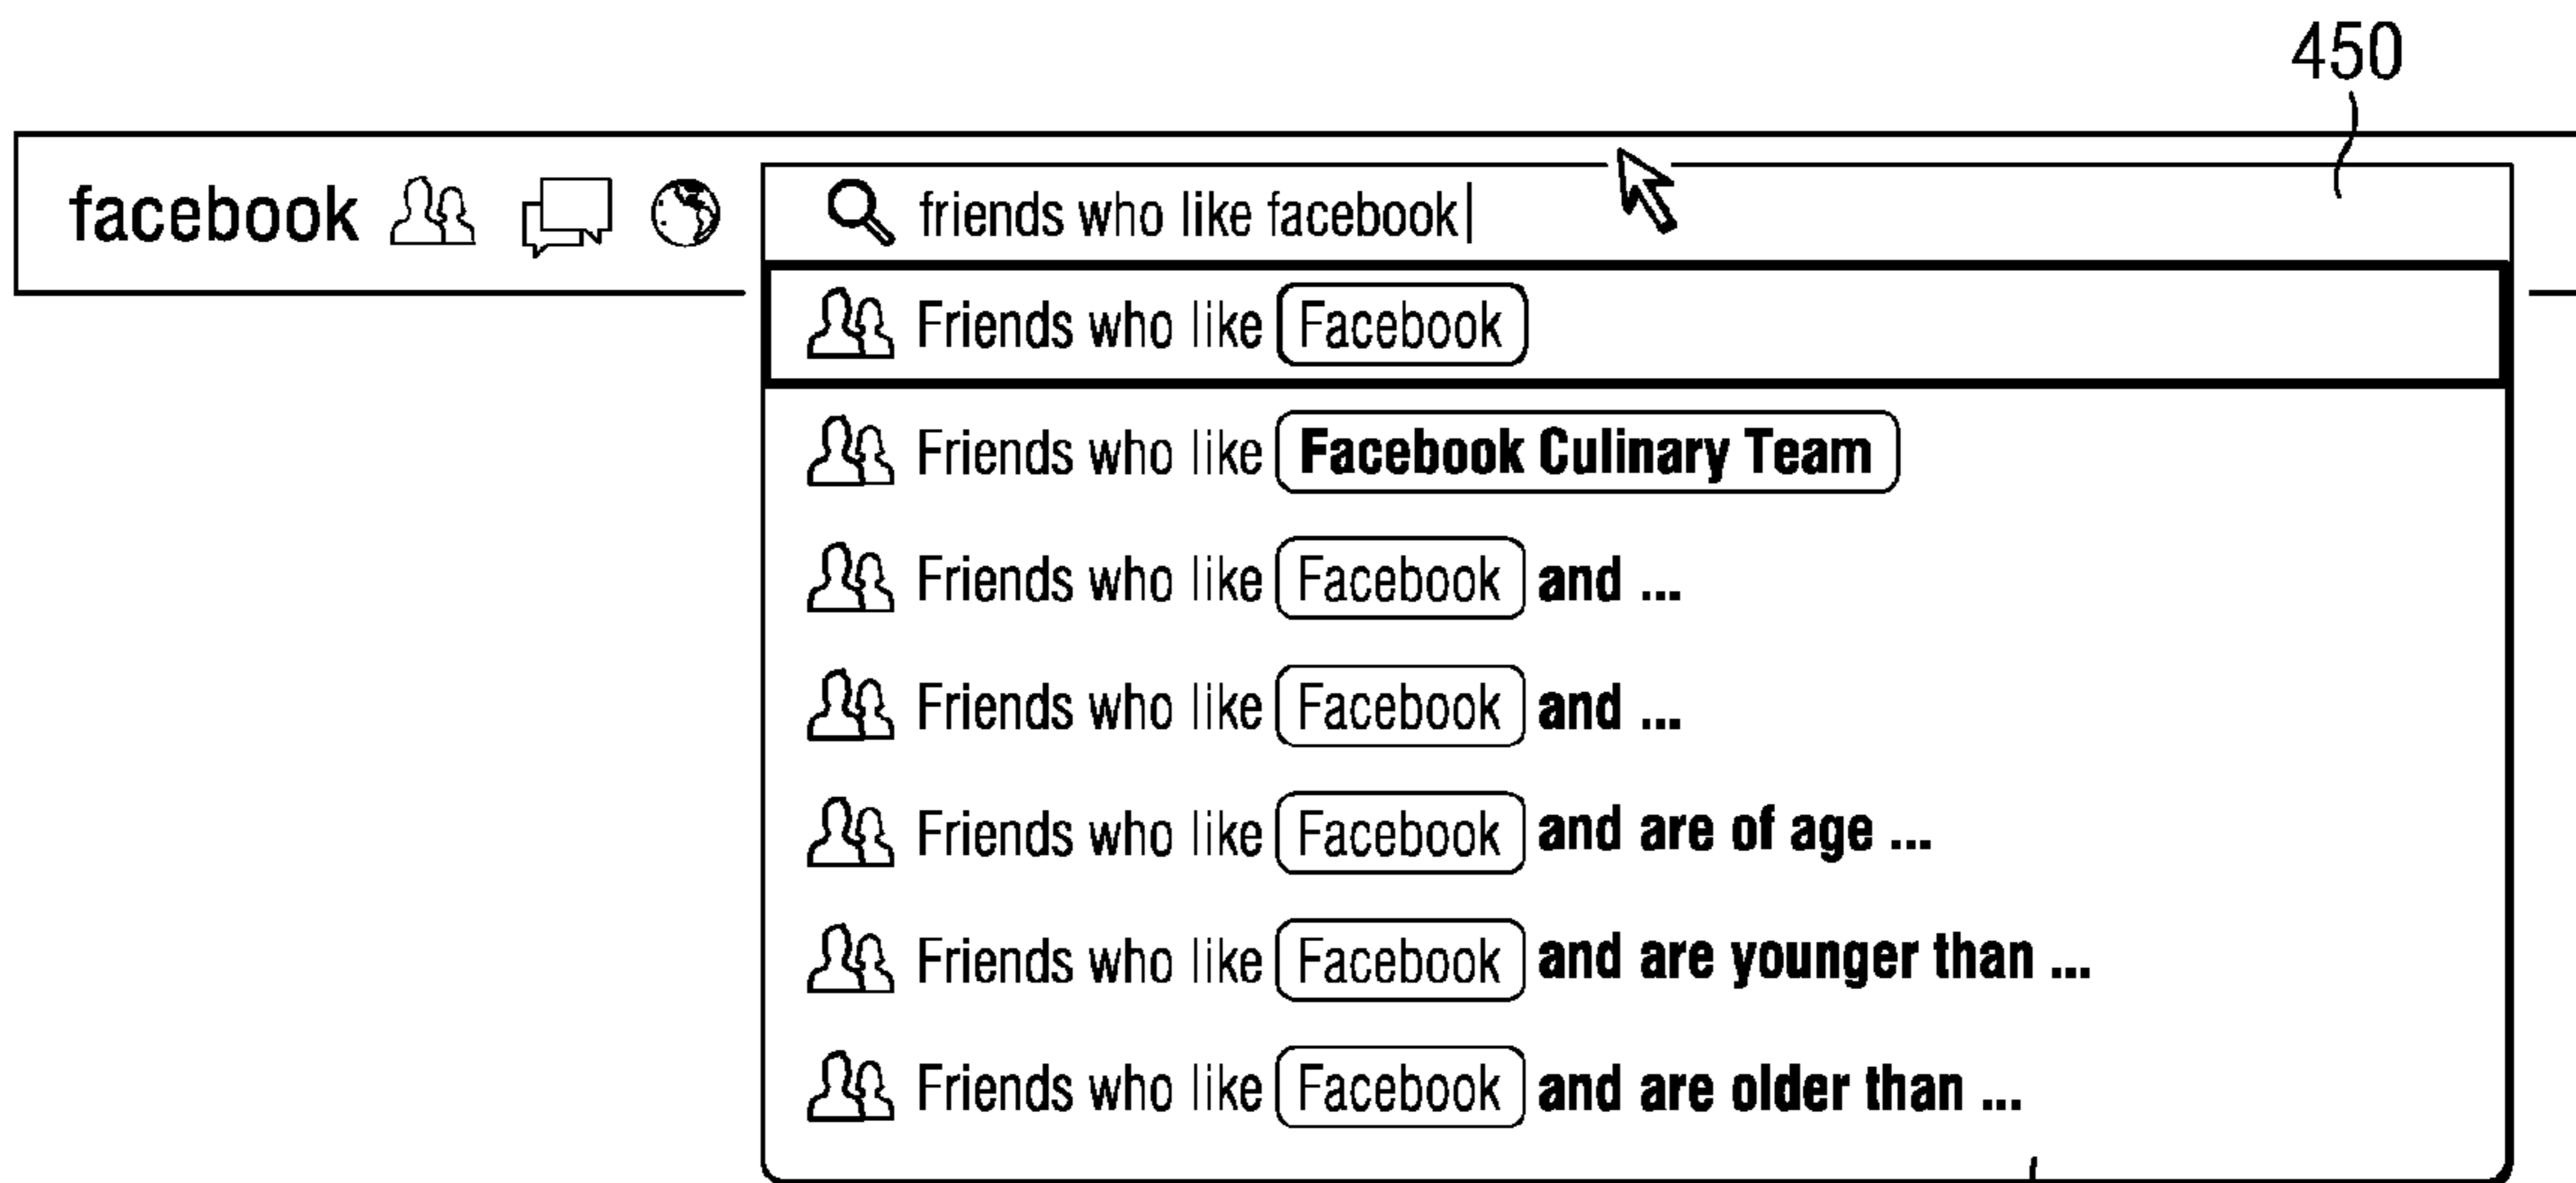 450
facebook friends who like facebook
Friends who like Facebook
Friends who like Facebook Culinary Team
Friends who like Facebook and ...
Friends who like Facebook and ...
Friends who like Facebook and are of age ...
Friends who like Facebook and are younger than ...
Friends who like Facebook and are older than ...